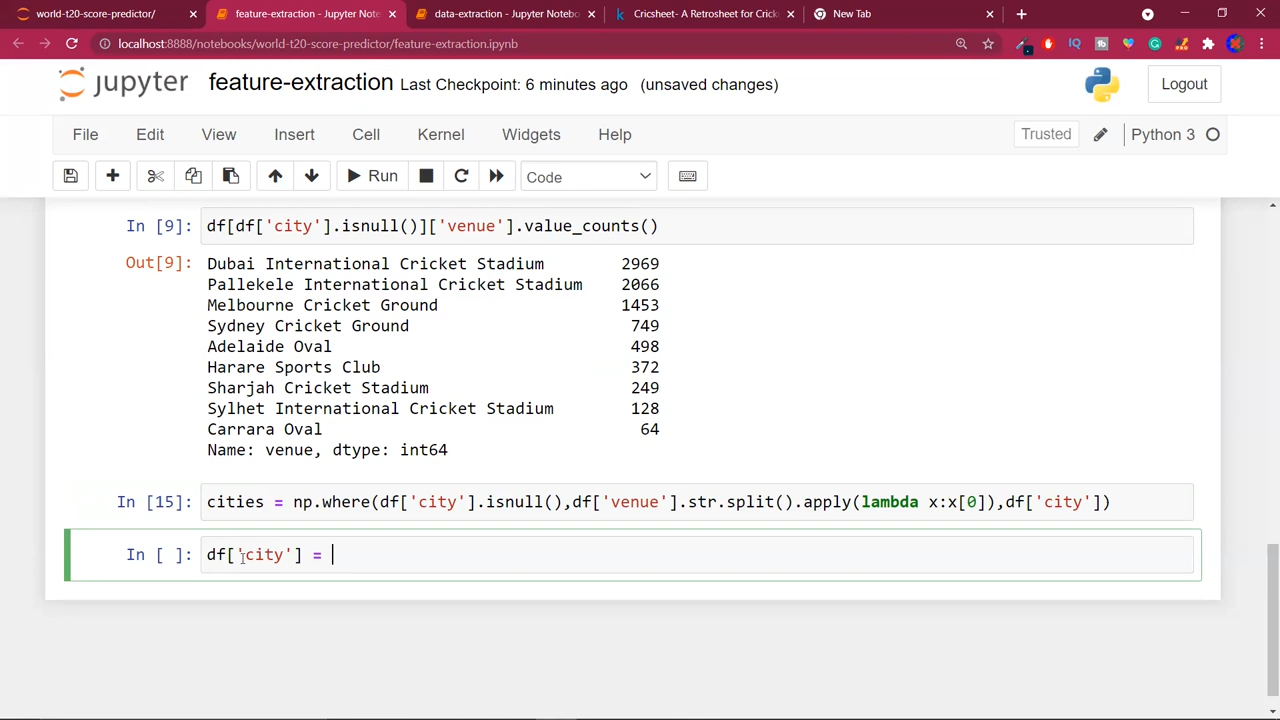 world-t20-score-predictor/
feature-extraction - Jupyter Note
data-extraction - Jupyter Notebo
Cricsheet- A Retrosheet for Crick
New Tab
localhost:8888/notebooks/world-t20-score-predictor/feature-extraction.ipynb
jupyter feature-extraction Last Checkpoint: 6 minutes ago (unsaved changes)
Logout
File Edit View Insert Cell Kernel Widgets Help
Trusted Python 3
Run Code
In [9]: df[df['city'].isnull()]['venue'].value_counts()
Out[9]: Dubai International Cricket Stadium 2969
Pallekele International Cricket Stadium 2066
Melbourne Cricket Ground 1453
Sydney Cricket Ground 749
Adelaide Oval 498
Harare Sports Club 372
Sharjah Cricket Stadium 249
Sylhet International Cricket Stadium 128
Carrara Oval 64
Name: venue, dtype: int64
In [15]: cities = np.where(df['city'].isnull(),df['venue'].str.split().apply(lambda x:x[0]),df['city'])
In [ ]: df['city'] =